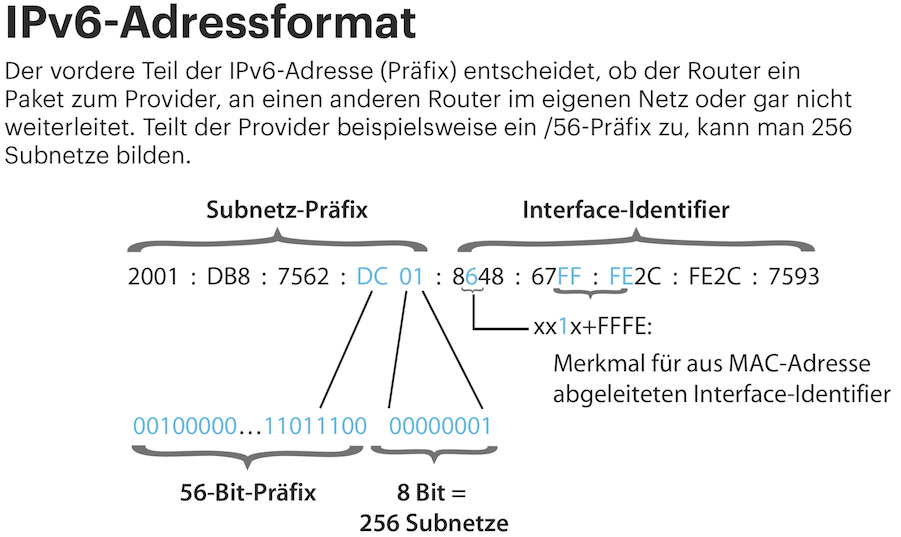 IPv6-Adressformat
Der vordere Teil der IPv6-Adresse (Präfix) entscheidet, ob der Router ein
Paket zum Provider, an einen anderen Router im eigenen Netz oder gar nicht
weiterleitet. Teilt der Provider beispielsweise ein /56-Präfix zu, kann man 256
Subnetze bilden.
Subnetz-Präfix Interface-Identifier
2001 : DB8 : 7562 : DC 01 : 8648 : 67FF : FE2C : FE2C : 7593
xx1x+FFFE:
Merkmal für aus MAC-Adresse
abgeleiteten Interface-Identifier
00100000...11011100 00000001
56-Bit-Präfix 8 Bit =
256 Subnetze